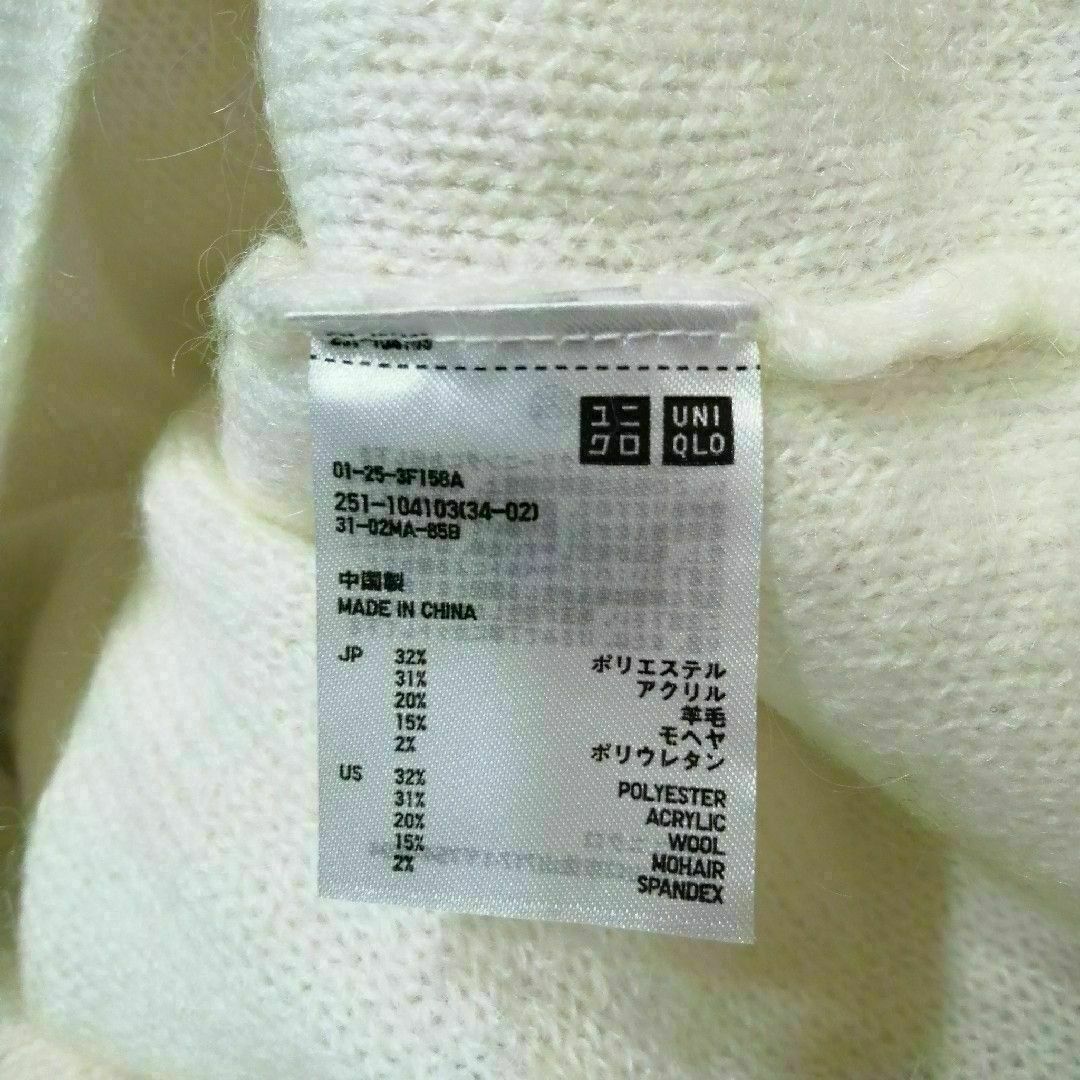 ユニクロ
UNI
QLO
01-25-3F156A
251-104103(34-02)
31-02MA-65B
中国製
MADE IN CHINA
JP 32% ポリエステル
31% アクリル
20% 羊毛
15% モヘヤ
2% ポリウレタン
US 32% POLYESTER
31% ACRYLIC
20% WOOL
15% MOHAIR
2% SPANDEX